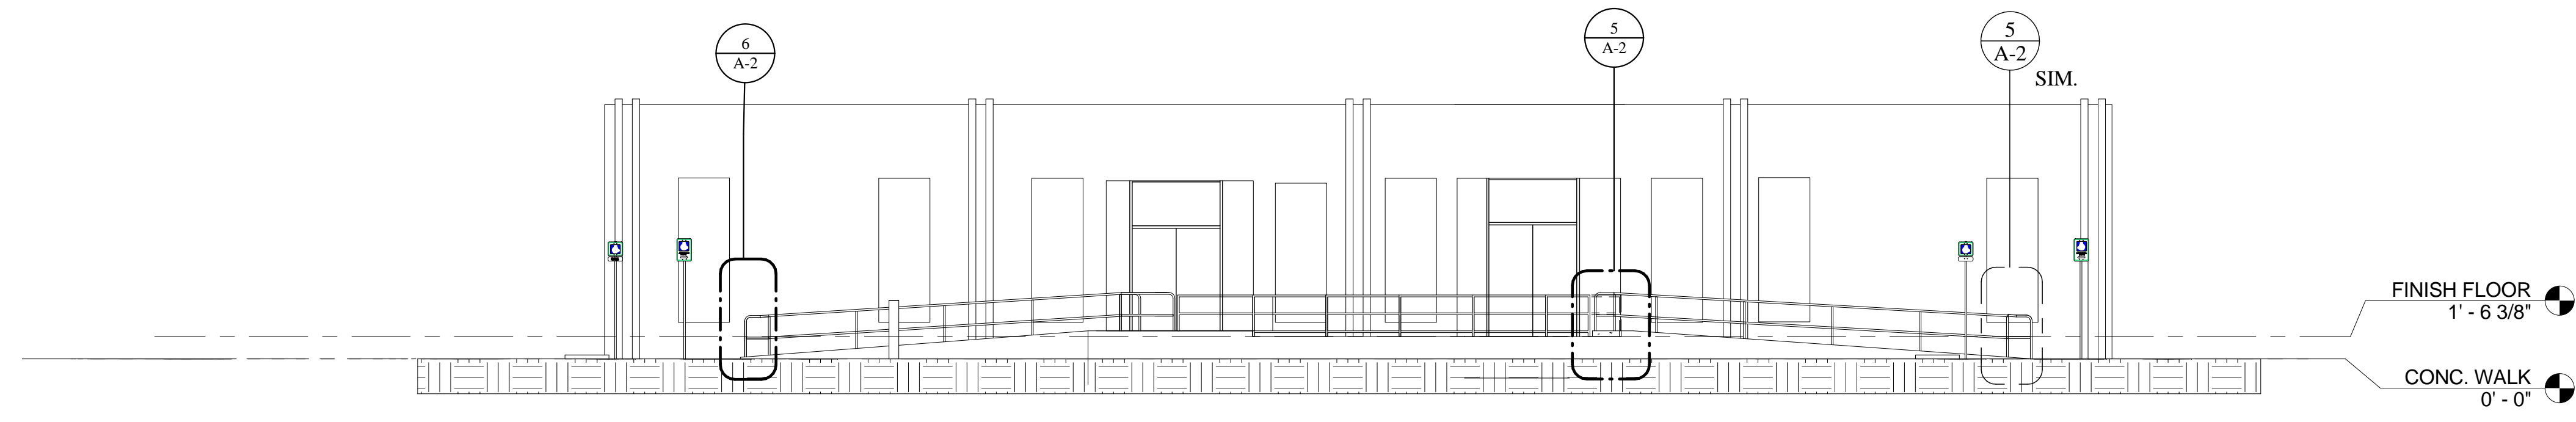 6
A-2
5
A-2
5
A-2
SIM.
FINISH FLOOR
1' - 6 3/8"
CONC. WALK
0' - 0"